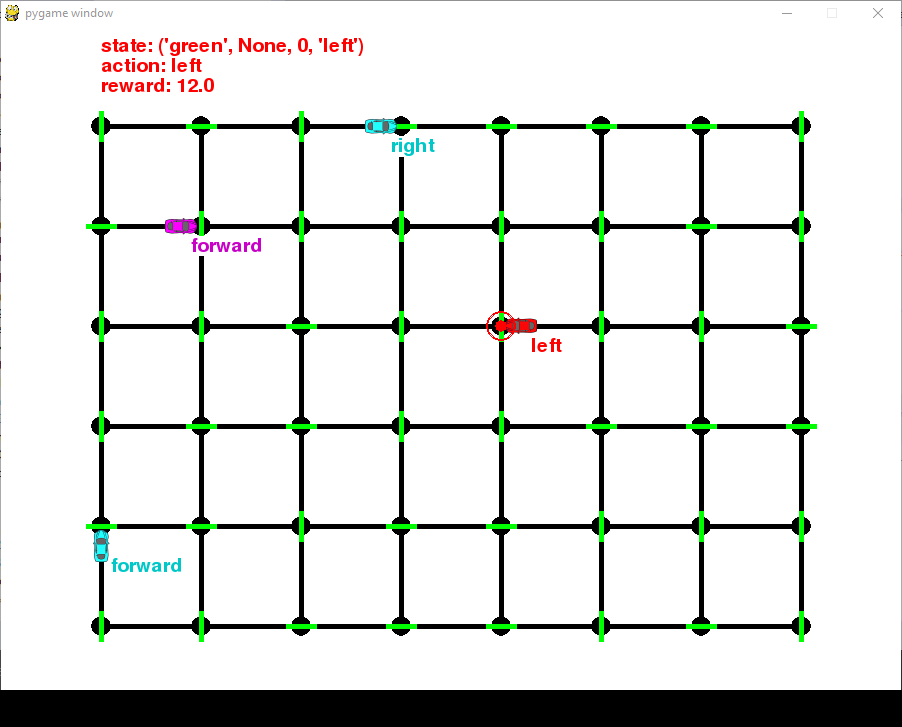 pygame window
state: ('green', None, 0, 'left')
action: left
reward: 12.0
right
forward
left
forward